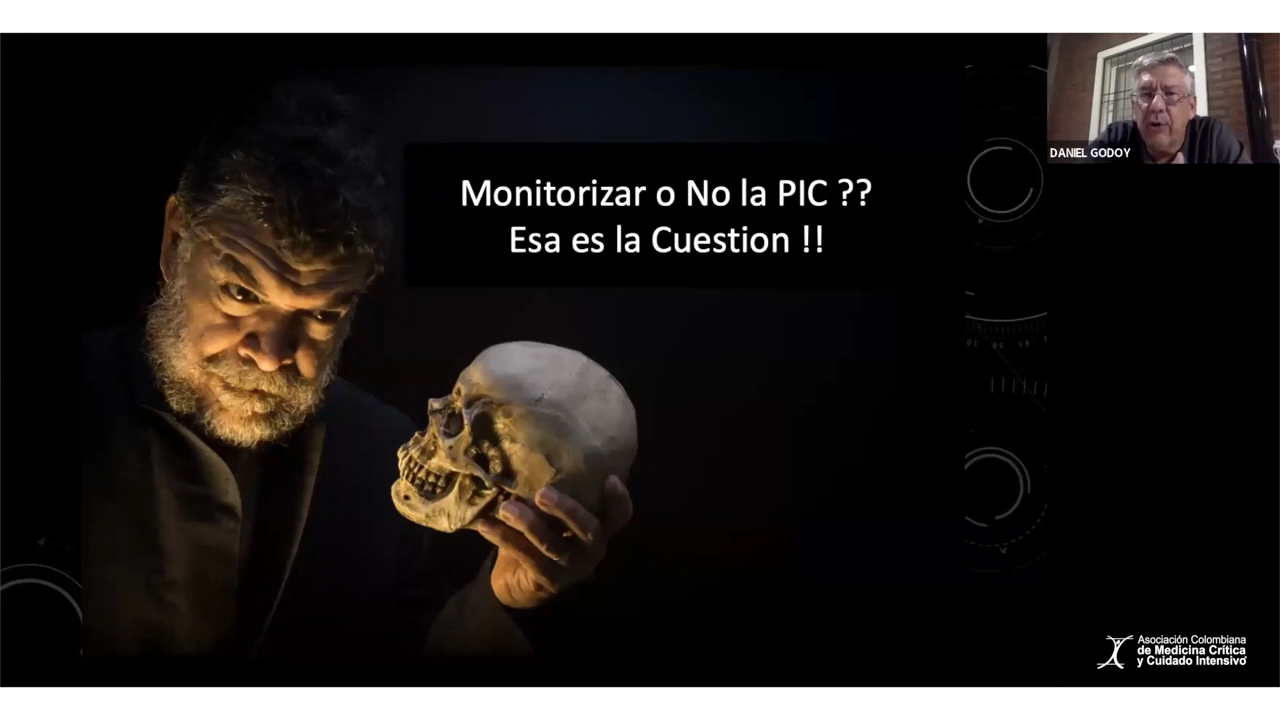 Monitorizar o No la PIC ??
Esa es la Cuestion !!
DANIEL GODOY
Asociación Colombiana
de Medicina Crítica
y Cuidado Intensivo